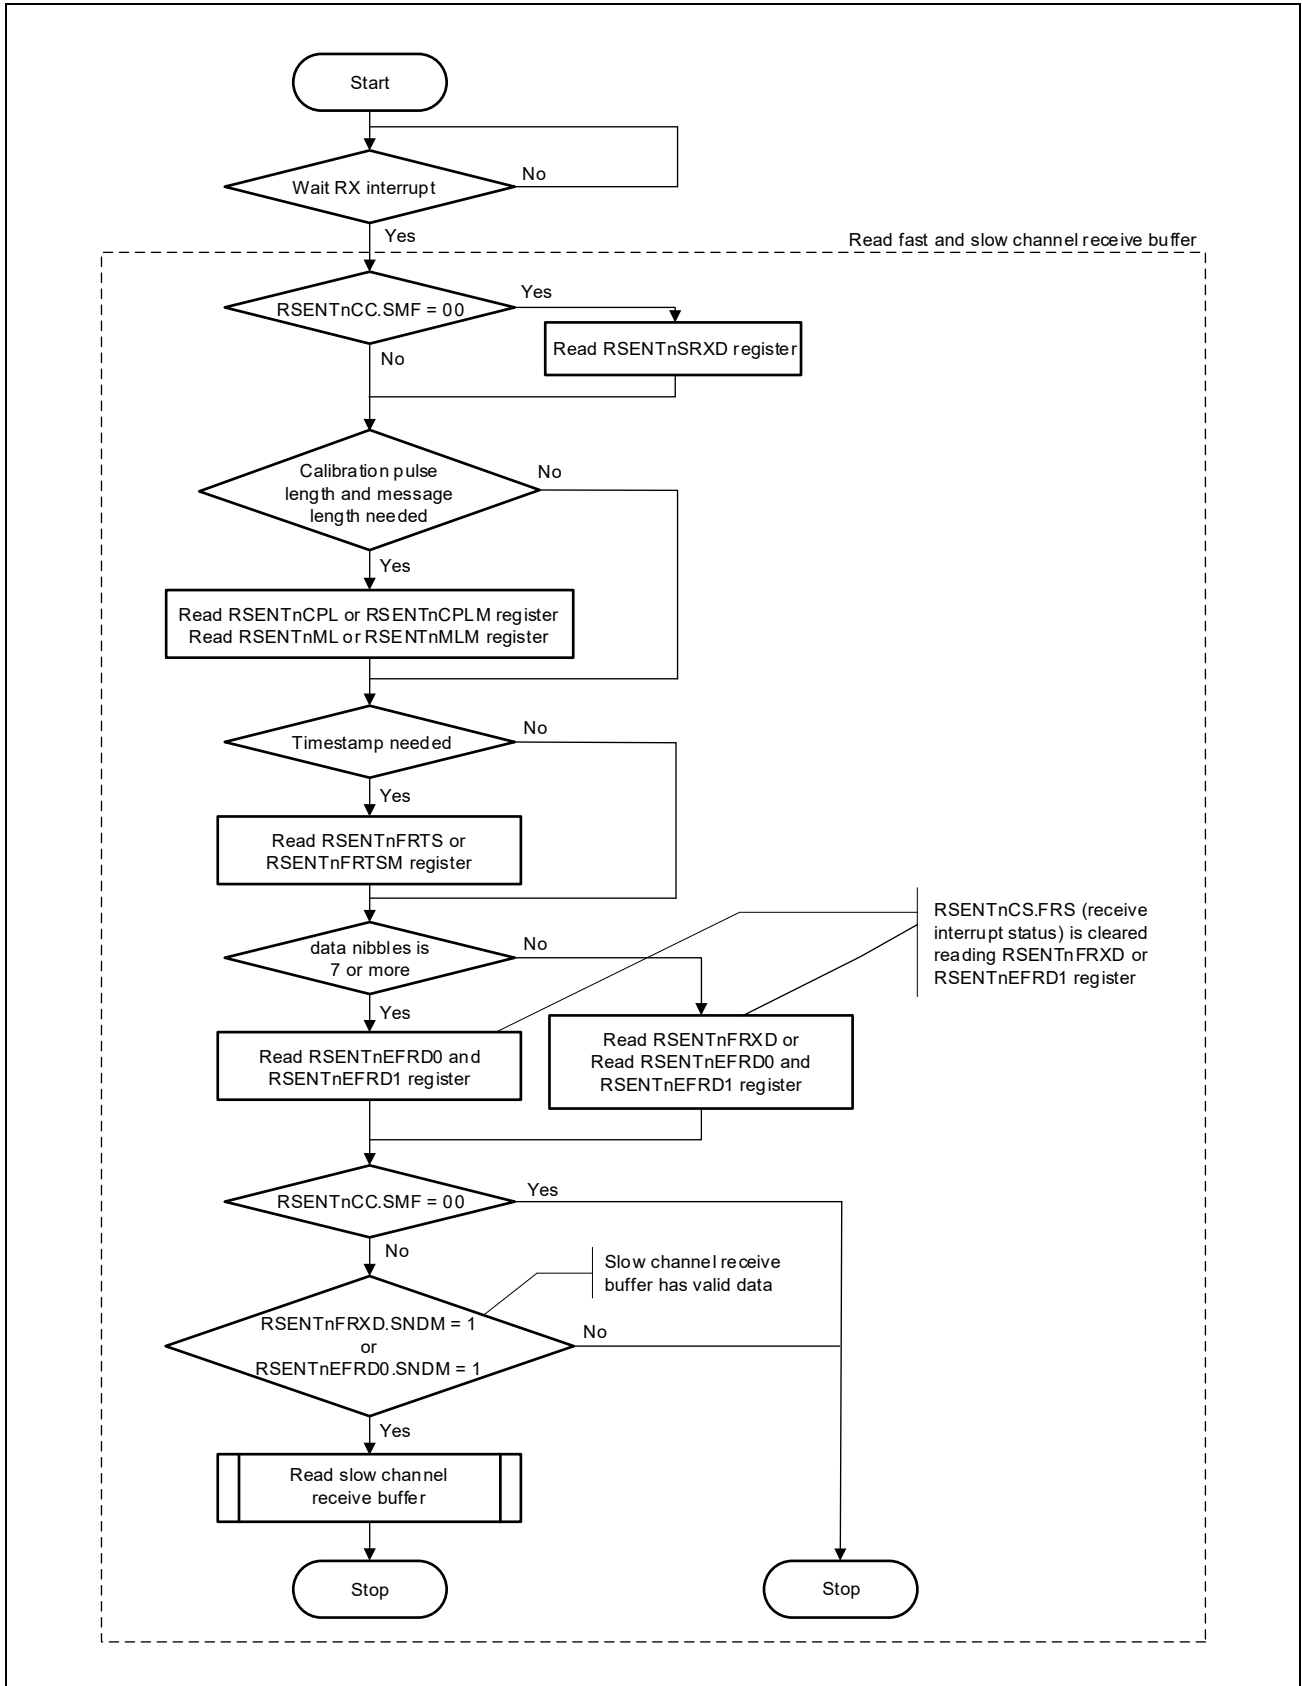 Start
Wait RX interrupt
No
Yes
Read fast and slow channel receive buffer
RSENTnCC.SMF = 00
Yes
Read RSENTnSRXD register
No
Calibration pulse
length and message
length needed
No
Yes
Read RSENTnCPL or RSENTnCPLM register
Read RSENTnML or RSENTnMLM register
Timestamp needed
No
Yes
Read RSENTnFRTS or
RSENTnFRTSM register
RSENTnCS.FRS (receive
interrupt status) is cleared
reading RSENTnFRXD or
RSENTnEFRD1 register
data nibbles is
7 or more
No
Yes
Read RSENTnEFRD0 and
RSENTnEFRD1 register
Read RSENTnFRXD or
Read RSENTnEFRD0 and
RSENTnEFRD1 register
RSENTnCC.SMF = 00
Yes
No
Slow channel receive
buffer has valid data
RSENTnFRXD.SNDM = 1
or
RSENTnEFRD0.SNDM = 1
No
Yes
Read slow channel
receive buffer
Stop
Stop